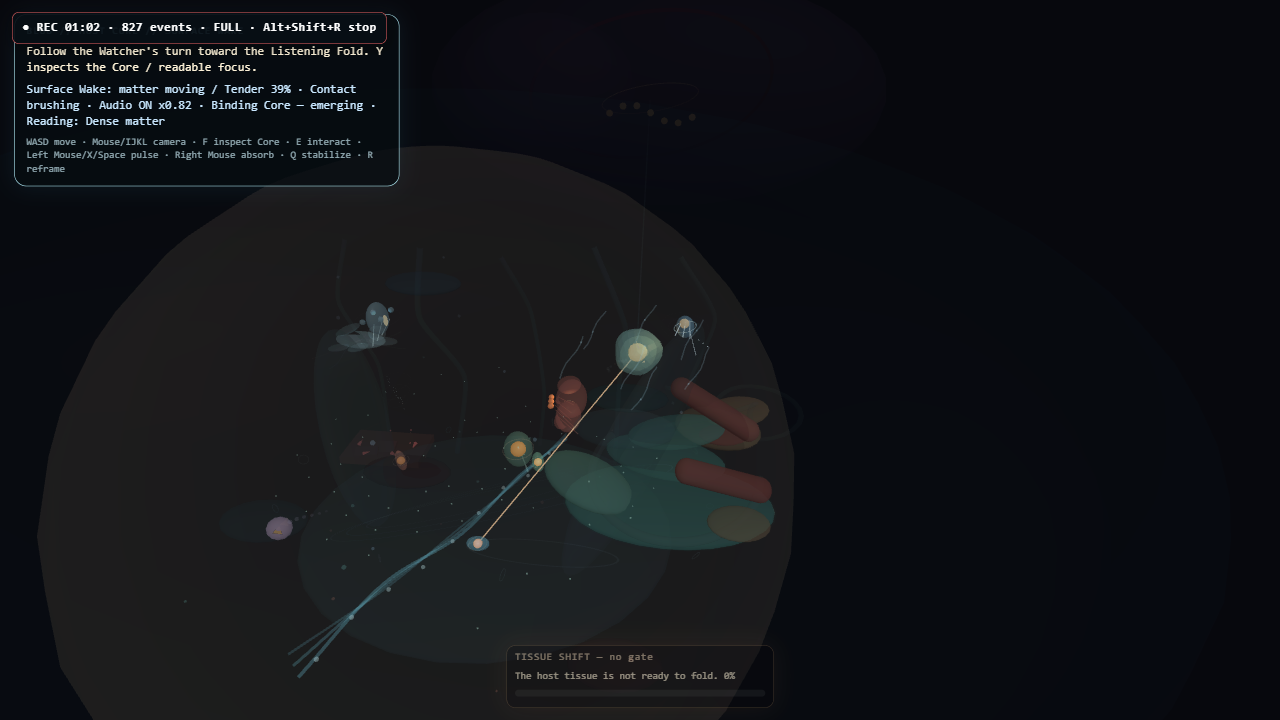 ● REC 01:02 · 827 events · FULL · Alt+Shift+R stop
Follow the Watcher's turn toward the Listening Fold. Y
inspects the Core / readable focus.
Surface Wake: matter moving / Tender 39% · Contact
brushing · Audio ON x0.82 · Binding Core — emerging ·
Reading: Dense matter
WASD move · Mouse/IJKL camera · F inspect Core · E interact ·
Left Mouse/X/Space pulse · Right Mouse absorb · Q stabilize · R
reframe
TISSUE SHIFT — no gate
The host tissue is not ready to fold. 0%